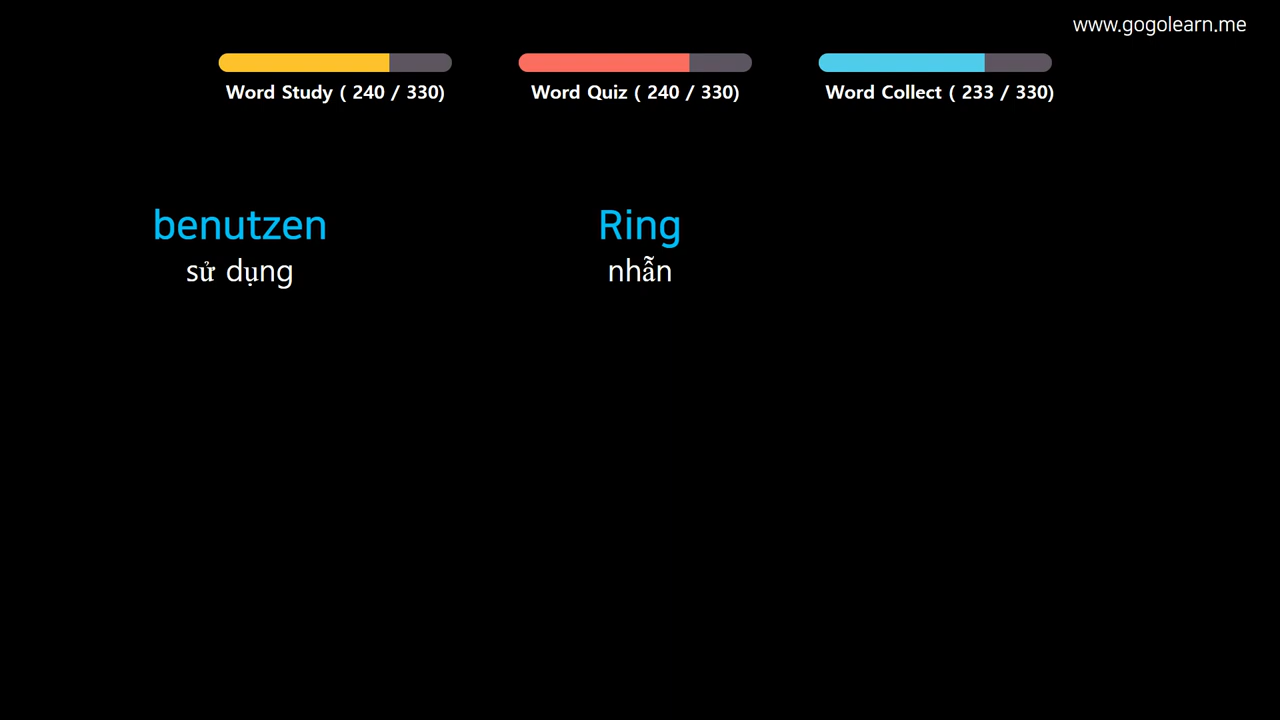 www.gogolearn.me
Word Study ( 240 / 330)
Word Quiz ( 240 / 330)
Word Collect ( 233 / 330)
benutzen
sử dụng
Ring
nhẫn